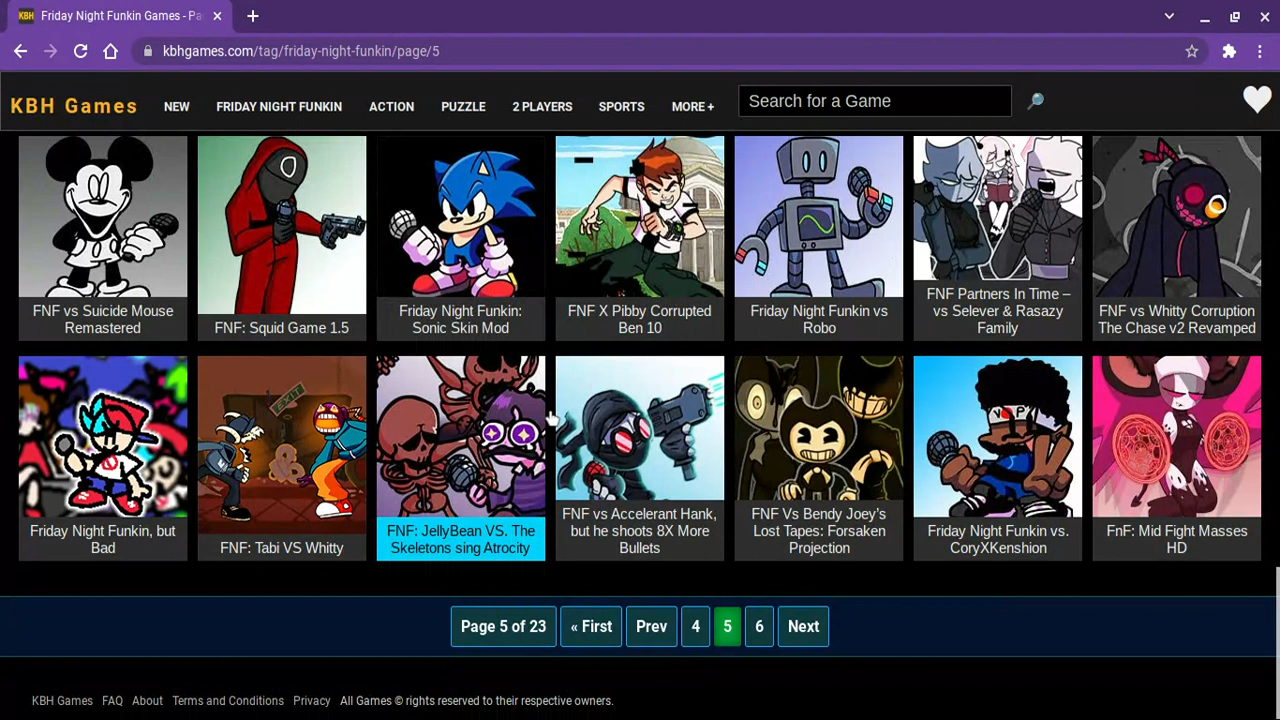 KBH
Friday Night Funkin Games - Pa
kbhgames.com/tag/friday-night-funkin/page/5
KBH Games
NEW
FRIDAY NIGHT FUNKIN
ACTION
PUZZLE
2 PLAYERS
SPORTS
MORE +
Search for a Game
FNF vs Suicide Mouse
Remastered
FNF: Squid Game 1.5
Friday Night Funkin:
Sonic Skin Mod
FNF X Pibby Corrupted
Ben 10
Friday Night Funkin vs
Robo
FNF Partners In Time –
vs Selever & Rasazy
Family
FNF vs Whitty Corruption
The Chase v2 Revamped
EXIT
Friday Night Funkin, but
Bad
FNF: Tabi VS Whitty
FNF: JellyBean VS. The
Skeletons sing Atrocity
FNF vs Accelerant Hank,
but he shoots 8X More
Bullets
FNF Vs Bendy Joey's
Lost Tapes: Forsaken
Projection
Friday Night Funkin vs.
CoryXKenshion
FnF: Mid Fight Masses
HD
Page 5 of 23
« First
Prev
4
5
6
Next
KBH Games FAQ About Terms and Conditions Privacy All Games © rights reserved to their respective owners.